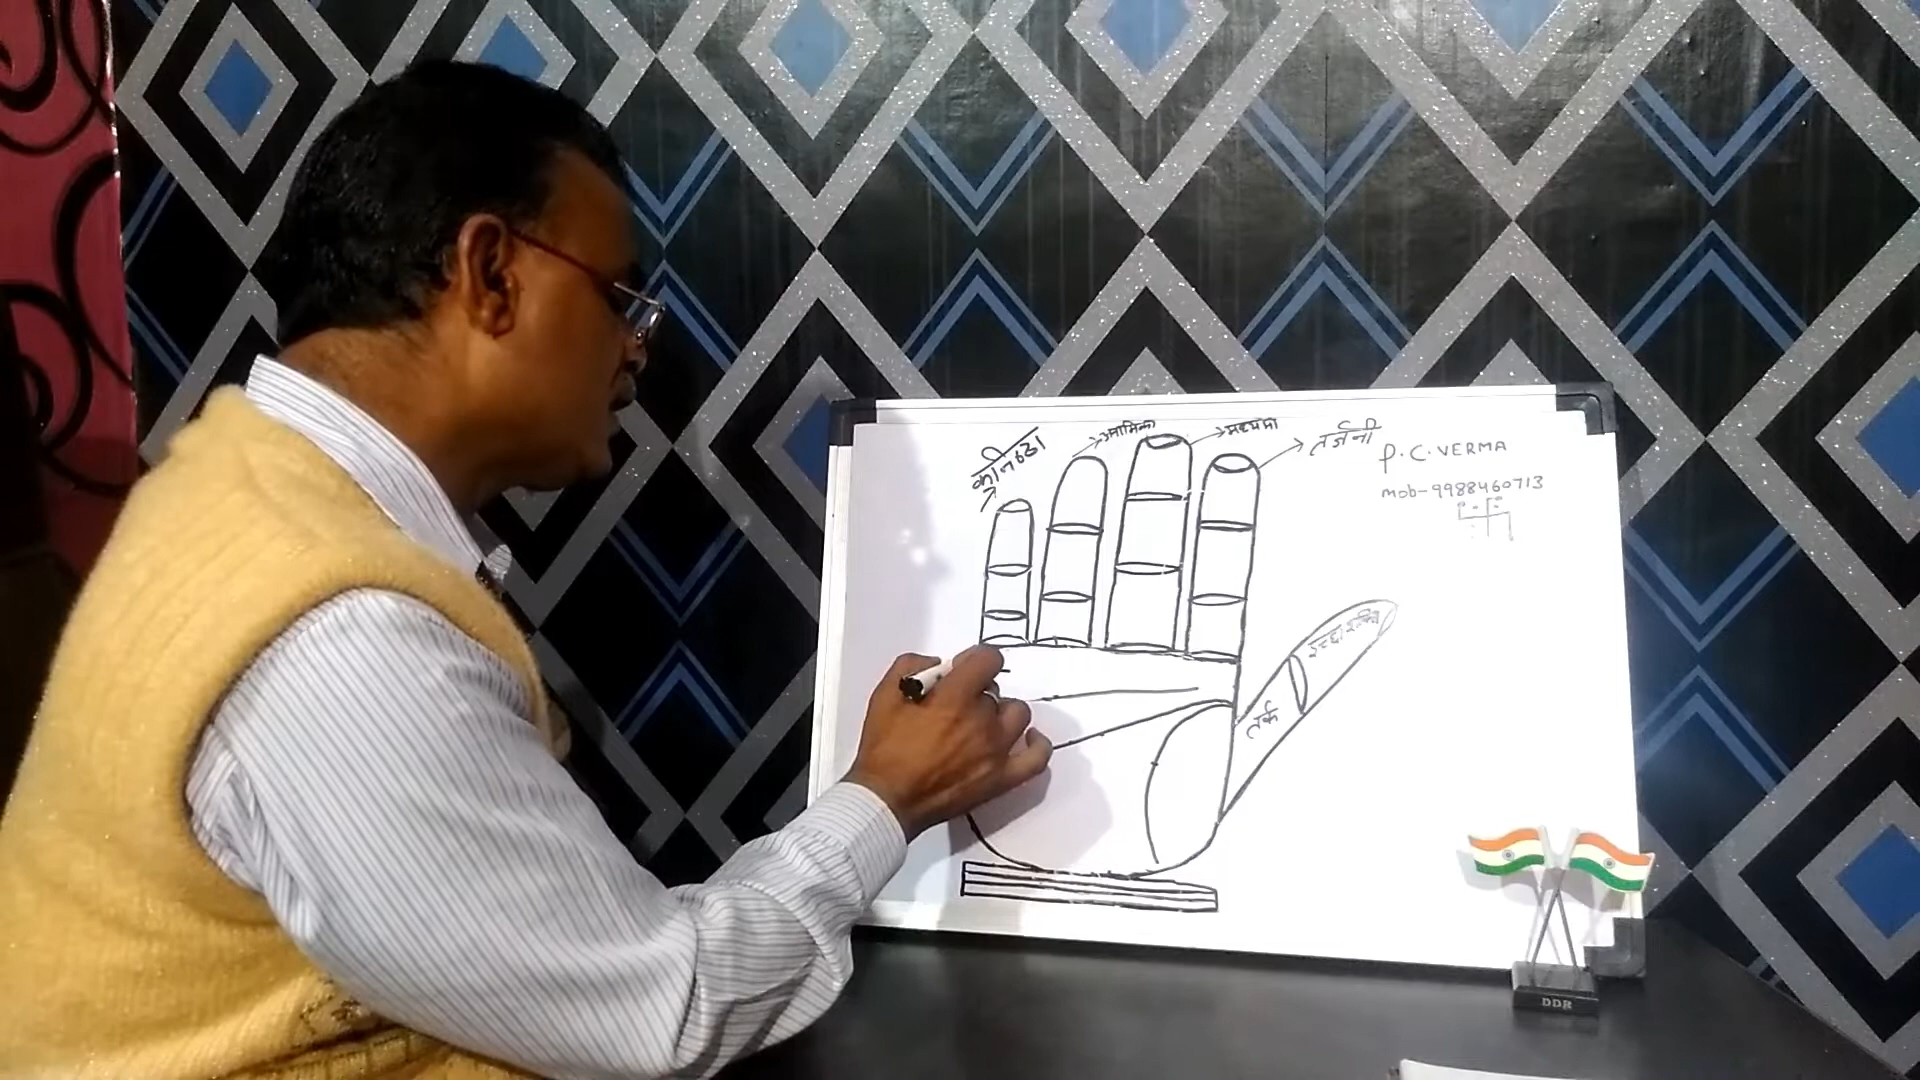 कनिष्ठा
अनामिका
मध्यमा
तर्जनी
P. C. VERMA
mob-9988460713
इच्छा शक्ति
तर्क
DDR